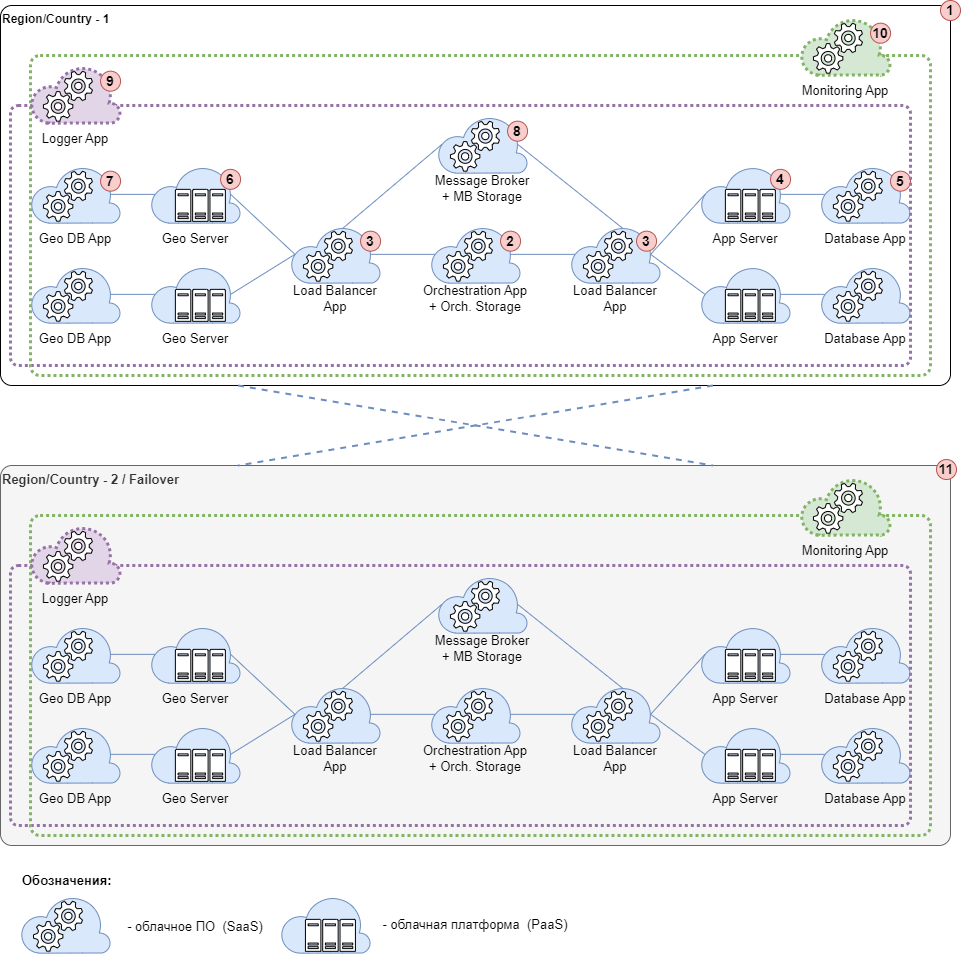 Region/Country - 1
1
10
Monitoring App
9
Logger App
8
Message Broker
+ MB Storage
7
Geo DB App
6
Geo Server
4
App Server
5
Database App
3
Load Balancer
App
2
Orchestration App
+ Orch. Storage
3
Load Balancer
App
Geo DB App
Geo Server
App Server
Database App
Region/Country - 2 / Failover
11
Monitoring App
Logger App
Message Broker
+ MB Storage
Geo DB App
Geo Server
App Server
Database App
Load Balancer
App
Orchestration App
+ Orch. Storage
Load Balancer
App
Geo DB App
Geo Server
App Server
Database App
Обозначения:
- облачное ПО (SaaS)
- облачная платформа (PaaS)